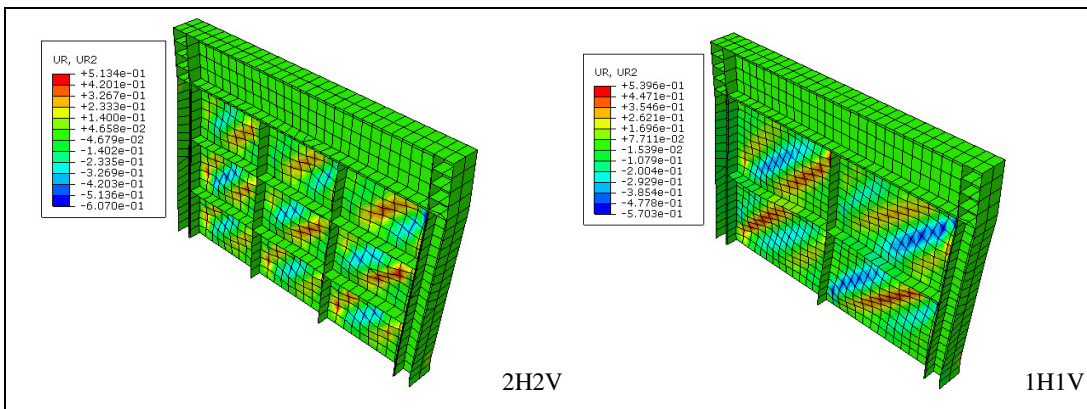 UR, UR2
+5.134e-01
+4.201e-01
+3.267e-01
+2.333e-01
+1.400e-01
+4.658e-02
-4.679e-02
-1.402e-01
-2.335e-01
-3.269e-01
-4.203e-01
-5.136e-01
-6.070e-01
2H2V
UR, UR2
+5.396e-01
+4.471e-01
+3.546e-01
+2.621e-01
+1.696e-01
+7.711e-02
-1.539e-02
-1.079e-01
-2.004e-01
-2.929e-01
-3.854e-01
-4.778e-01
-5.703e-01
1H1V